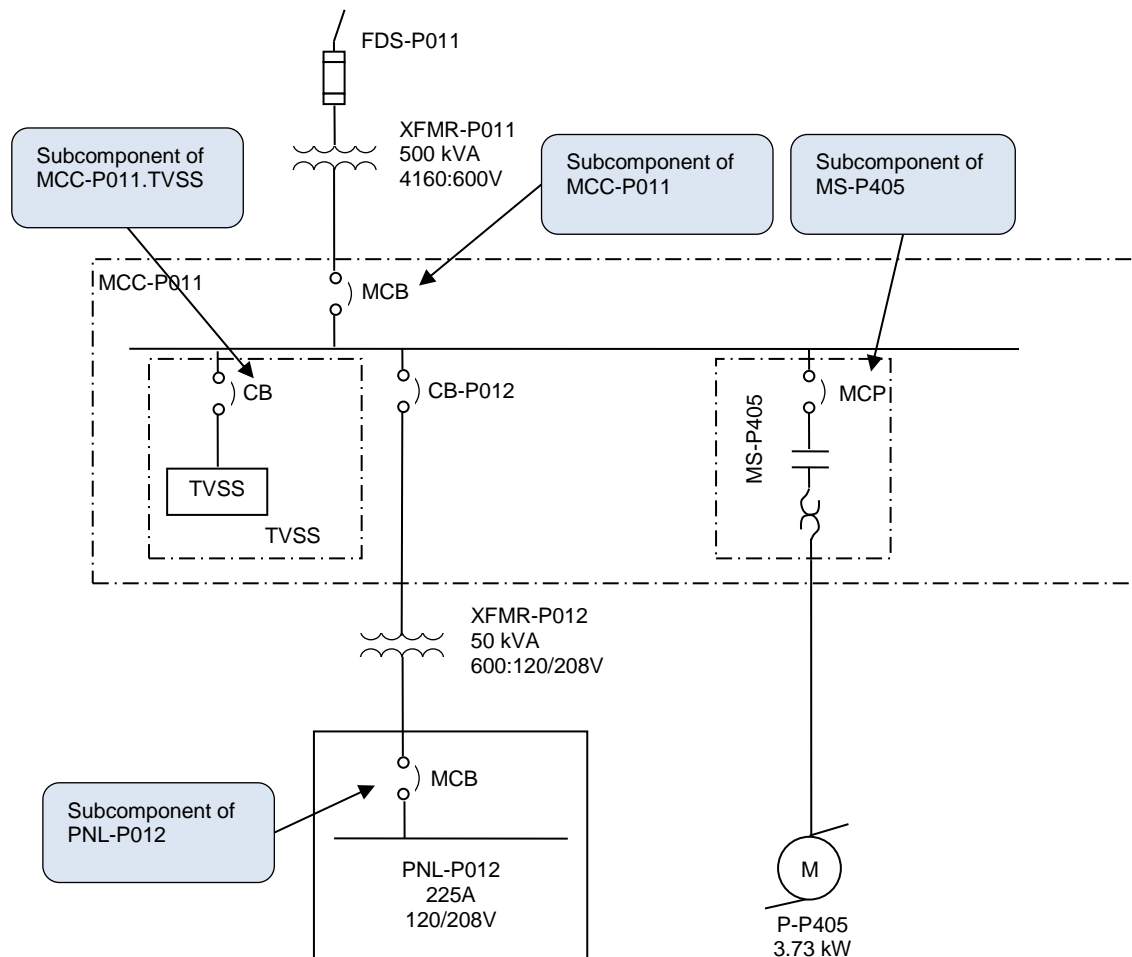 FDS-P011
XFMR-P011
500 kVA
4160:600V
Subcomponent of
MCC-P011.TVSS
Subcomponent of
MCC-P011
Subcomponent of
MS-P405
MCC-P011
MCB
CB
CB-P012
MCP
MS-P405
TVSS
TVSS
XFMR-P012
50 kVA
600:120/208V
MCB
Subcomponent of
PNL-P012
PNL-P012
225A
120/208V
M
P-P405
3.73 kW